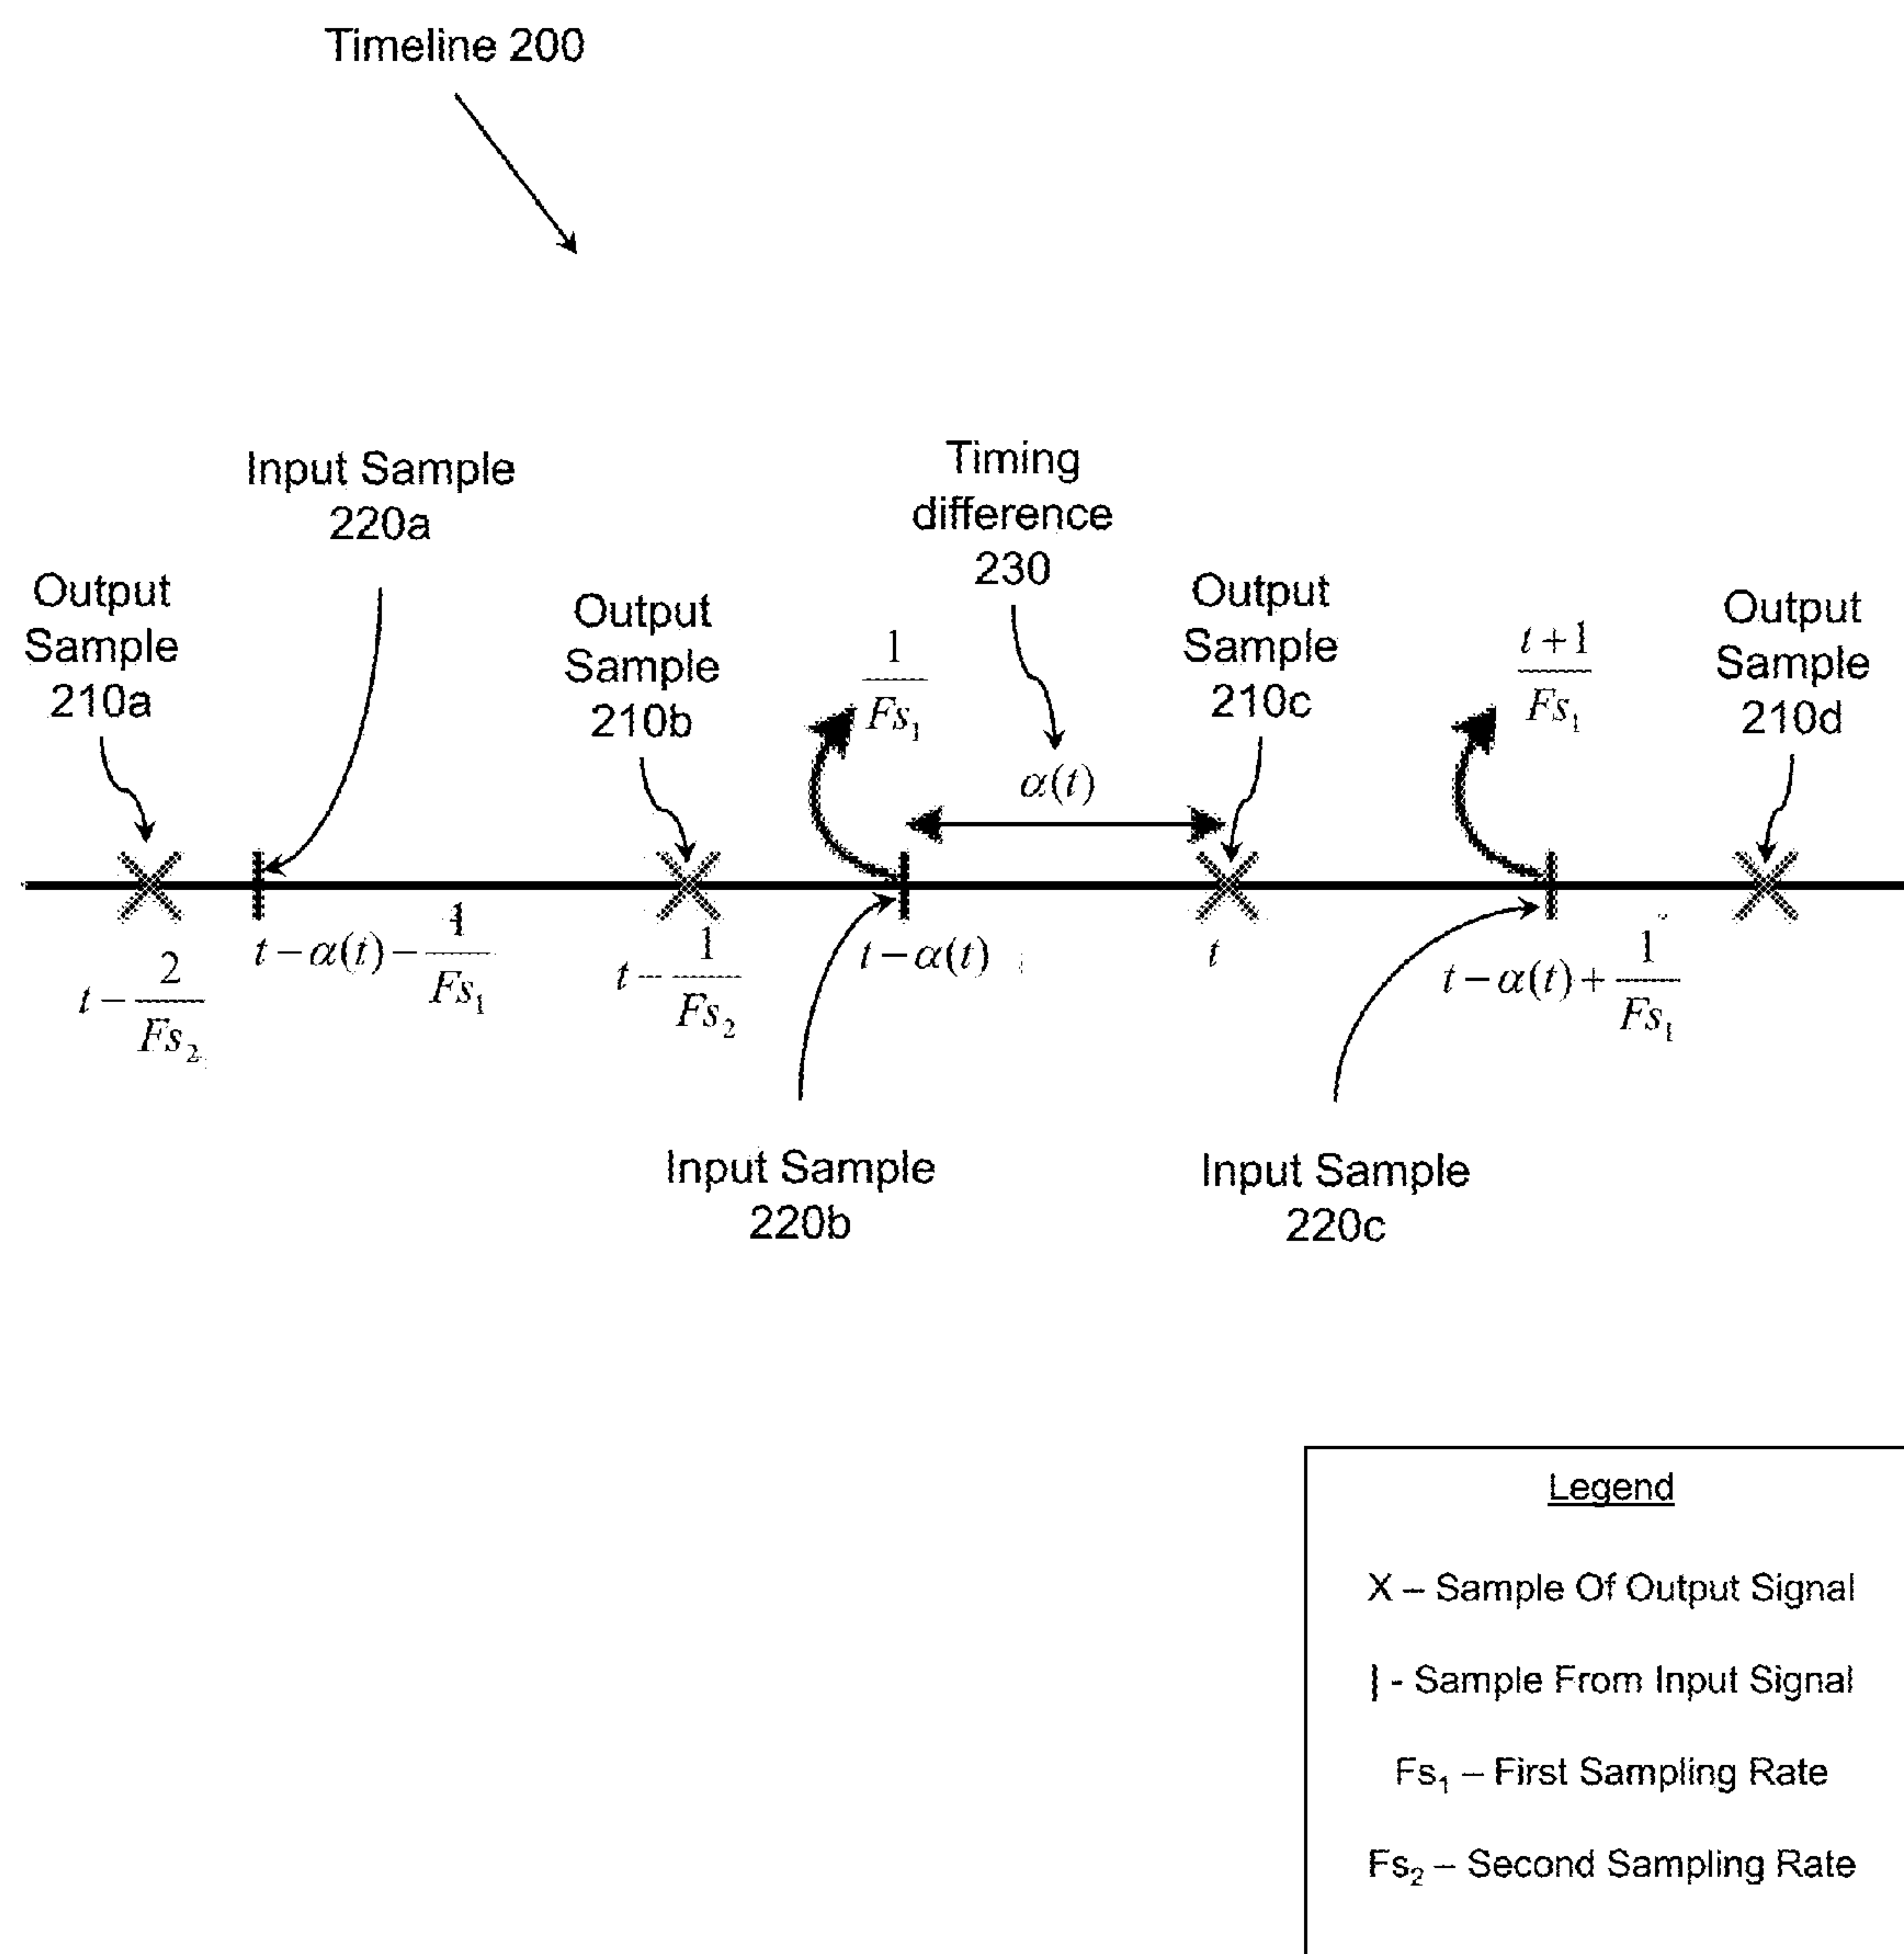 Timeline 200
Input Sample
220a
Timing
difference
230
Output
Sample
210a
Output
Sample
210b
1/Fs₁
α(t)
Output
Sample
210c
t+1/Fs₁
Output
Sample
210d
t − 2/Fs₂
t − α(t) − 1/Fs₁
t − 1/Fs₂
t − α(t)
t
t − α(t) + 1/Fs₁
Input Sample
220b
Input Sample
220c
Legend
X – Sample Of Output Signal
| - Sample From Input Signal
Fs₁ – First Sampling Rate
Fs₂ – Second Sampling Rate